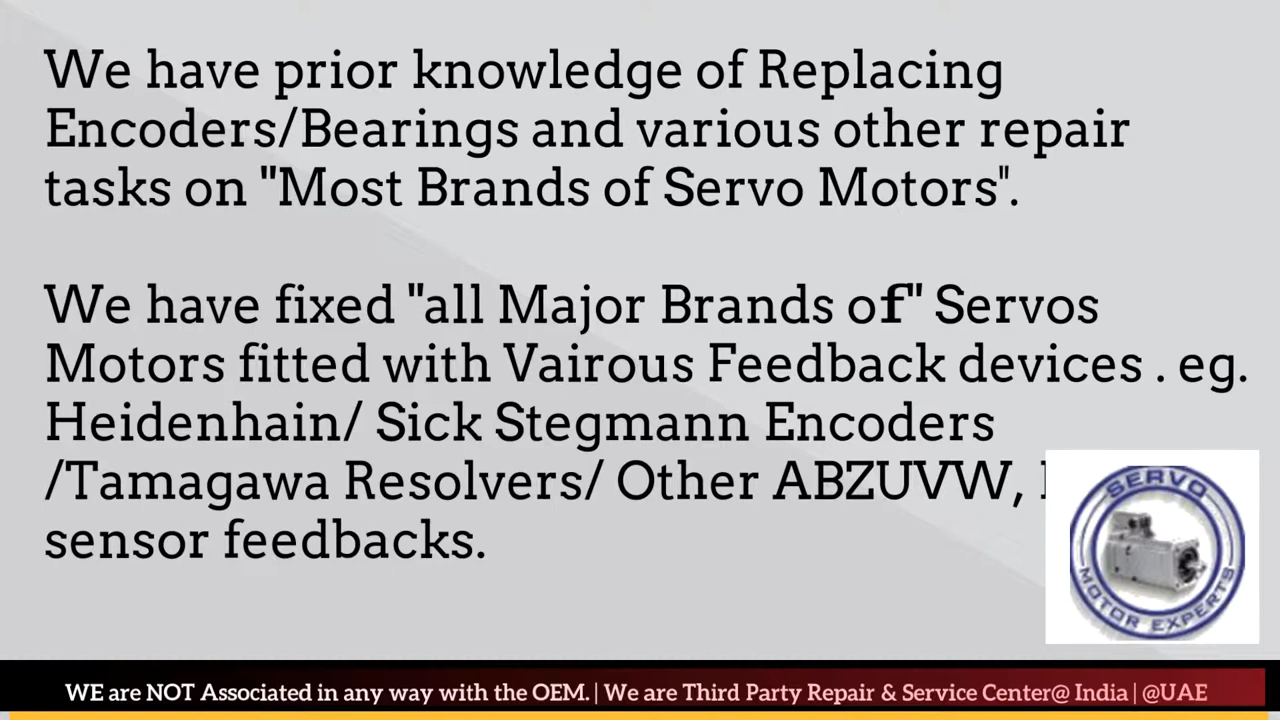 We have prior knowledge of Replacing
Encoders/Bearings and various other repair
tasks on "Most Brands of Servo Motors".
We have fixed "all Major Brands of" Servos
Motors fitted with Vairous Feedback devices . eg.
Heidenhain/ Sick Stegmann Encoders
/Tamagawa Resolvers/ Other ABZUVW,
sensor feedbacks.
SERVO
MOTOR EXPERTS
WE are NOT Associated in any way with the OEM. | We are Third Party Repair & Service Center@ India | @UAE